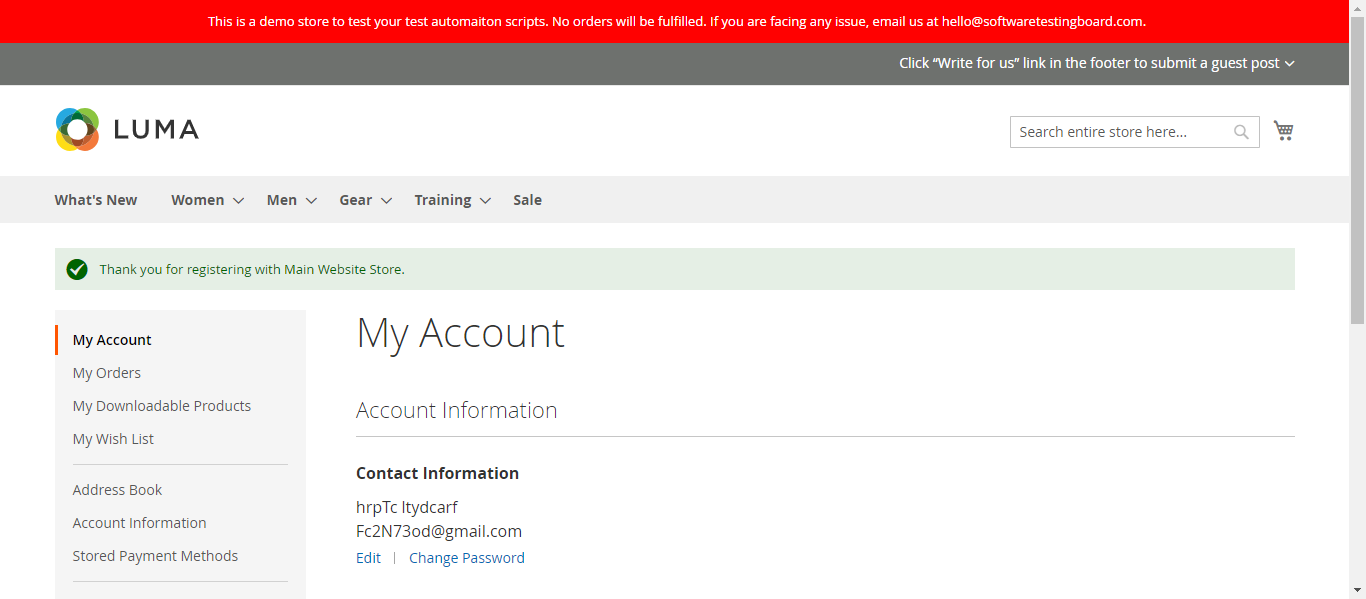 This is a demo store to test your test automaiton scripts. No orders will be fulfilled. If you are facing any issue, email us at hello@softwaretestingboard.com.
Click “Write for us” link in the footer to submit a guest post
LUMA
Search entire store here...
What's New Women Men Gear Training Sale
Thank you for registering with Main Website Store.
My Account
My Orders
My Downloadable Products
My Wish List
Address Book
Account Information
Stored Payment Methods
My Account
Account Information
Contact Information
hrpTc ltydcarf
Fc2N73od@gmail.com
Edit | Change Password